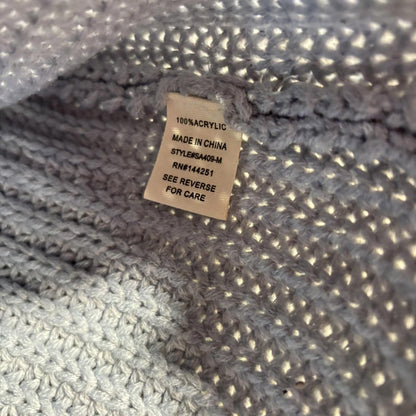 100%ACRYLIC
MADE IN CHINA
STYLE#SA409-M
RN#144251
SEE REVERSE
FOR CARE